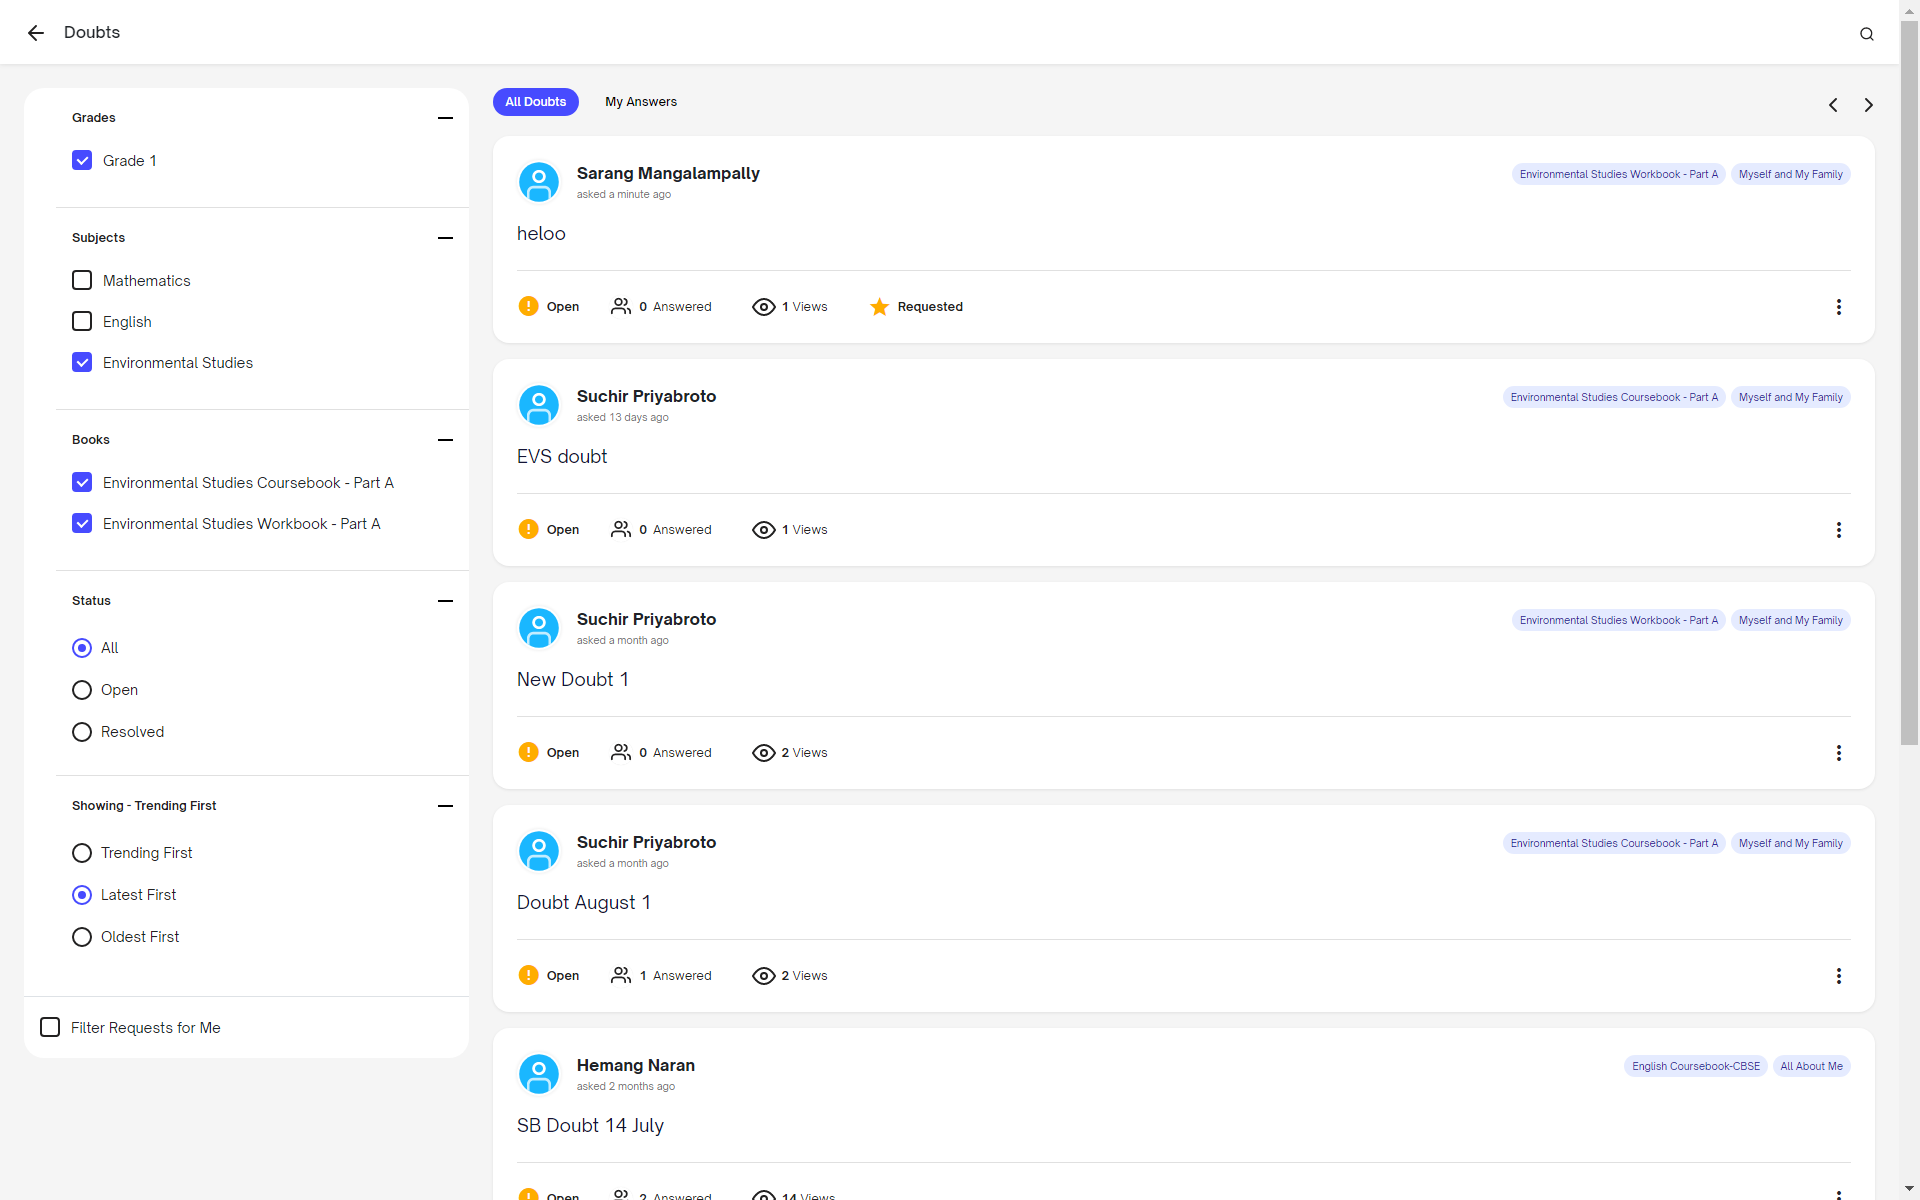 Doubts
Grades
Grade 1
Subjects
Mathematics
English
Environmental Studies
Books
Environmental Studies Coursebook - Part A
Environmental Studies Workbook - Part A
Status
All
Open
Resolved
Showing - Trending First
Trending First
Latest First
Oldest First
Filter Requests for Me
All Doubts My Answers
Sarang Mangalampally
asked a minute ago
Environmental Studies Workbook - Part A Myself and My Family
heloo
Open 0 Answered 1 Views Requested
Suchir Priyabroto
asked 13 days ago
Environmental Studies Coursebook - Part A Myself and My Family
EVS doubt
Open 0 Answered 1 Views
Suchir Priyabroto
asked a month ago
Environmental Studies Workbook - Part A Myself and My Family
New Doubt 1
Open 0 Answered 2 Views
Suchir Priyabroto
asked a month ago
Environmental Studies Coursebook - Part A Myself and My Family
Doubt August 1
Open 1 Answered 2 Views
Hemang Naran
asked 2 months ago
English Coursebook-CBSE All About Me
SB Doubt 14 July
Open 2 Answered 14 Views